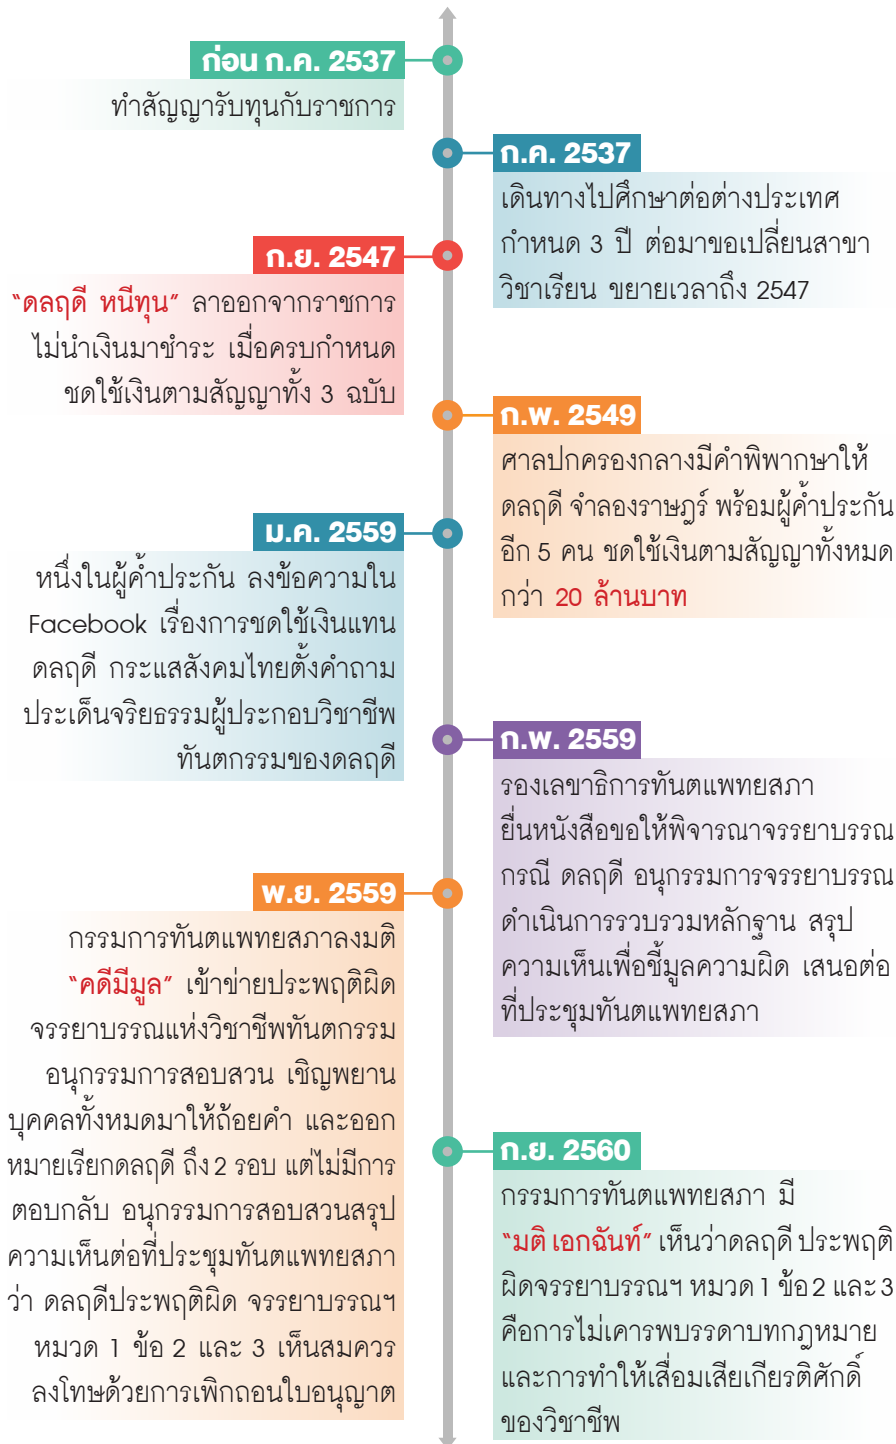 ก่อน ก.ค. 2537
ทำสัญญารับทุนกับราชการ
ก.ค. 2537
เดินทางไปศึกษาต่อต่างประเทศ
กำหนด 3 ปี ต่อมาขอเปลี่ยนสาขา
วิชาเรียน ขยายเวลาถึง 2547
ก.ย. 2547
“ดลฤดี หนีทุน” ลาออกจากราชการ
ไม่นำเงินมาชำระ เมื่อครบกำหนด
ชดใช้เงินตามสัญญาทั้ง 3 ฉบับ
ก.พ. 2549
ศาลปกครองกลางมีคำพิพากษาให้
ดลฤดี จำลองราษฎร์ พร้อมผู้ค้ำประกัน
อีก 5 คน ชดใช้เงินตามสัญญาทั้งหมด
กว่า 20 ล้านบาท
ม.ค. 2559
หนึ่งในผู้ค้ำประกัน ลงข้อความใน
Facebook เรื่องการชดใช้เงินแทน
ดลฤดี กระแสสังคมไทยตั้งคำถาม
ประเด็นจริยธรรมผู้ประกอบวิชาชีพ
ทันตกรรมของดลฤดี
ก.พ. 2559
รองเลขาธิการทันตแพทยสภา
ยื่นหนังสือขอให้พิจารณาจรรยาบรรณ
กรณี ดลฤดี อนุกรรมการจรรยาบรรณ
ดำเนินการรวบรวมหลักฐาน สรุป
ความเห็นเพื่อชี้มูลความผิด เสนอต่อ
ที่ประชุมทันตแพทยสภา
พ.ย. 2559
กรรมการทันตแพทยสภาลงมติ
“คดีมีมูล” เข้าข่ายประพฤติผิด
จรรยาบรรณแห่งวิชาชีพทันตกรรม
อนุกรรมการสอบสวน เชิญพยาน
บุคคลทั้งหมดมาให้ถ้อยคำ และออก
หมายเรียกดลฤดี ถึง 2 รอบ แต่ไม่มีการ
ตอบกลับ อนุกรรมการสอบสวนสรุป
ความเห็นต่อที่ประชุมทันตแพทยสภา
ว่า ดลฤดีประพฤติผิด จรรยาบรรณฯ
หมวด 1 ข้อ 2 และ 3 เห็นสมควร
ลงโทษด้วยการเพิกถอนใบอนุญาต
ก.ย. 2560
กรรมการทันตแพทยสภา มี
“มติ เอกฉันท์” เห็นว่าดลฤดี ประพฤติ
ผิดจรรยาบรรณฯ หมวด 1 ข้อ 2 และ 3
คือการไม่เคารพบรรดาบทกฎหมาย
และการทำให้เสื่อมเสียเกียรติศักดิ์
ของวิชาชีพ